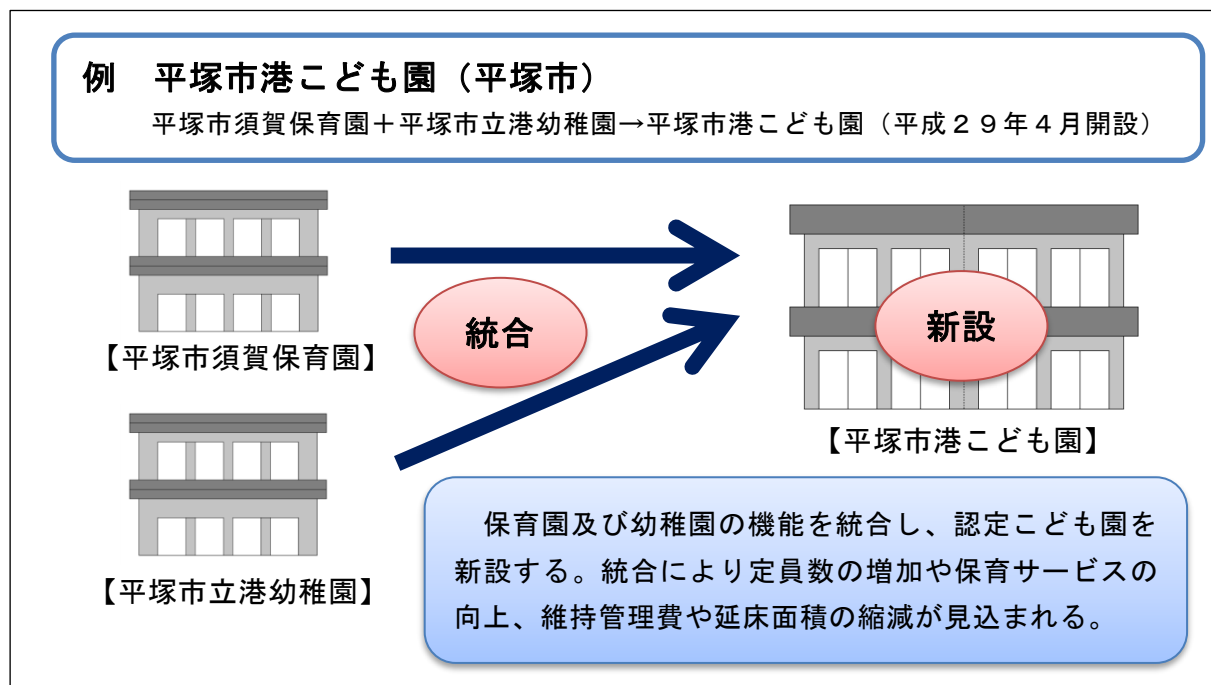 例　平塚市港こども園（平塚市）
平塚市須賀保育園＋平塚市立港幼稚園→平塚市港こども園（平成２９年４月開設）
【平塚市須賀保育園】
統合
新設
【平塚市港こども園】
【平塚市立港幼稚園】
保育園及び幼稚園の機能を統合し、認定こども園を
新設する。統合により定員数の増加や保育サービスの
向上、維持管理費や延床面積の縮減が見込まれる。